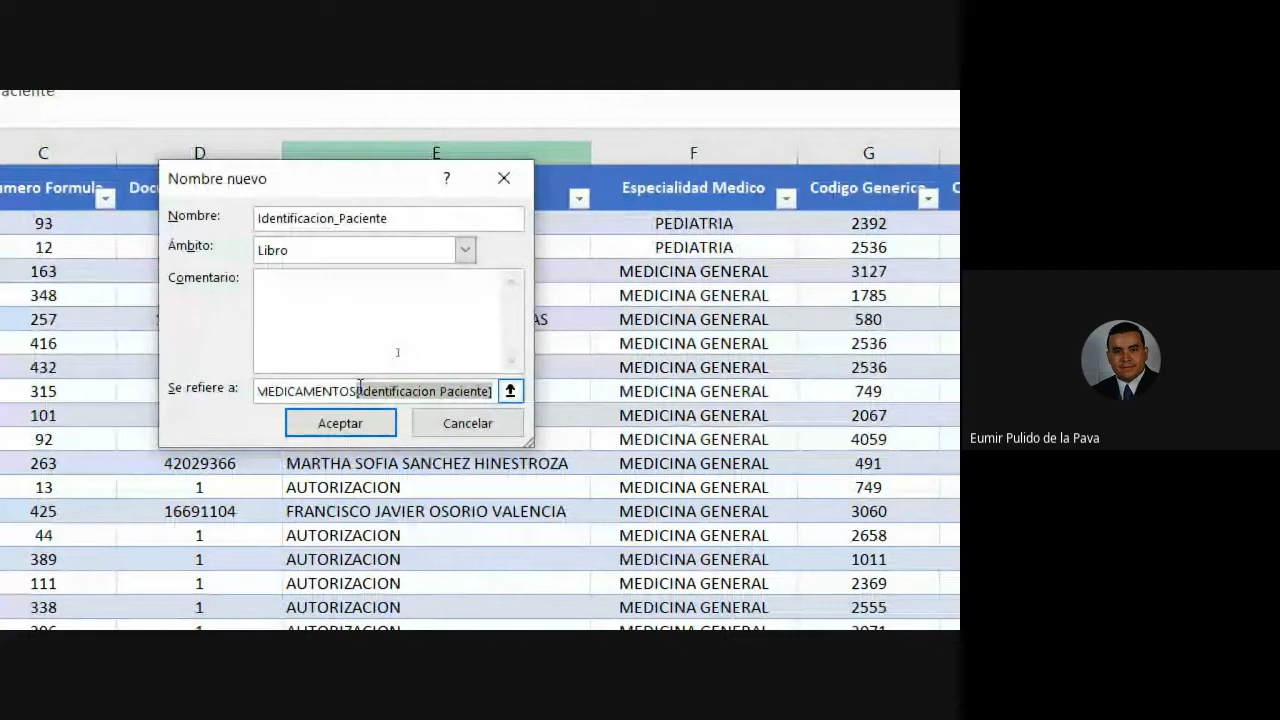 aciente
C D E F G
umero Formula Docu Especialidad Medico Codigo Generico C
Nombre nuevo ? ×
Nombre: Identificacion_Paciente
Ámbito: Libro
Comentario:
Se refiere a: MEDICAMENTOS[Identificacion Paciente]
Aceptar Cancelar
93 PEDIATRIA 2392
12 PEDIATRIA 2536
163 MEDICINA GENERAL 3127
348 MEDICINA GENERAL 1785
257 AS MEDICINA GENERAL 580
416 MEDICINA GENERAL 2536
432 MEDICINA GENERAL 2536
315 MEDICINA GENERAL 749
101 MEDICINA GENERAL 2067
92 MEDICINA GENERAL 4059
263 42029366 MARTHA SOFIA SANCHEZ HINESTROZA MEDICINA GENERAL 491
13 1 AUTORIZACION MEDICINA GENERAL 749
425 16691104 FRANCISCO JAVIER OSORIO VALENCIA MEDICINA GENERAL 3060
44 1 AUTORIZACION MEDICINA GENERAL 2658
389 1 AUTORIZACION MEDICINA GENERAL 1011
111 1 AUTORIZACION MEDICINA GENERAL 2369
338 1 AUTORIZACION MEDICINA GENERAL 2555
1 AUTORIZACION MEDICINA GENERAL
Eumir Pulido de la Pava